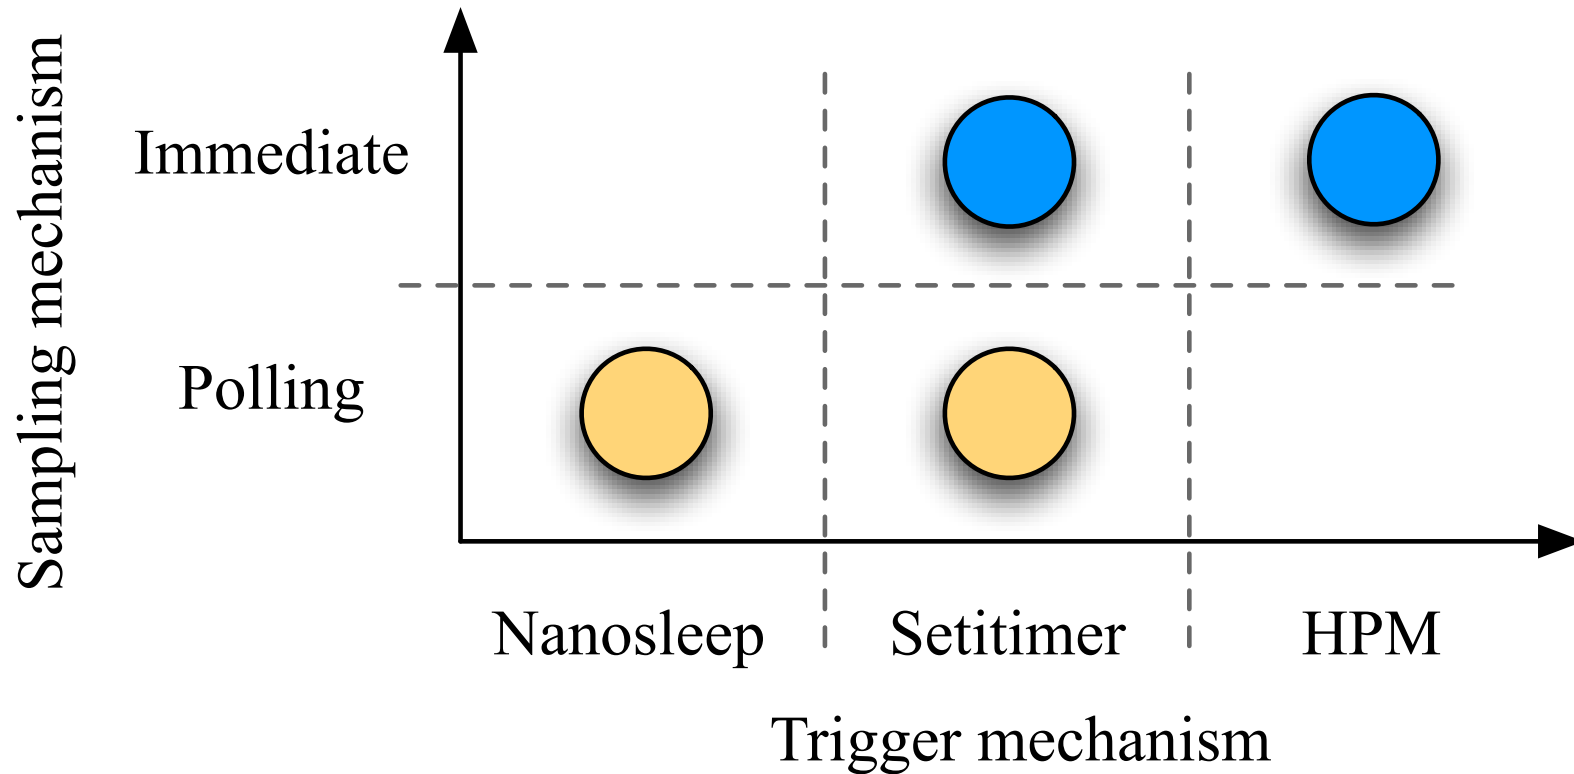 Sampling mechanism
Immediate
Polling
Nanosleep
Setitimer
HPM
Trigger mechanism